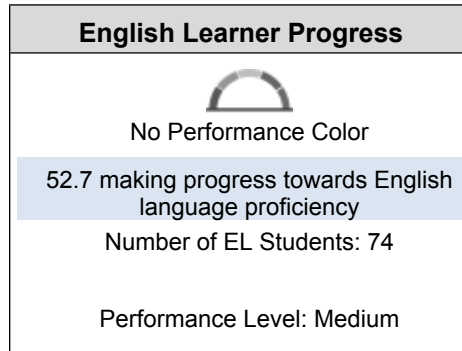 English Learner Progress
No Performance Color
52.7 making progress towards English
language proficiency
Number of EL Students: 74
Performance Level: Medium